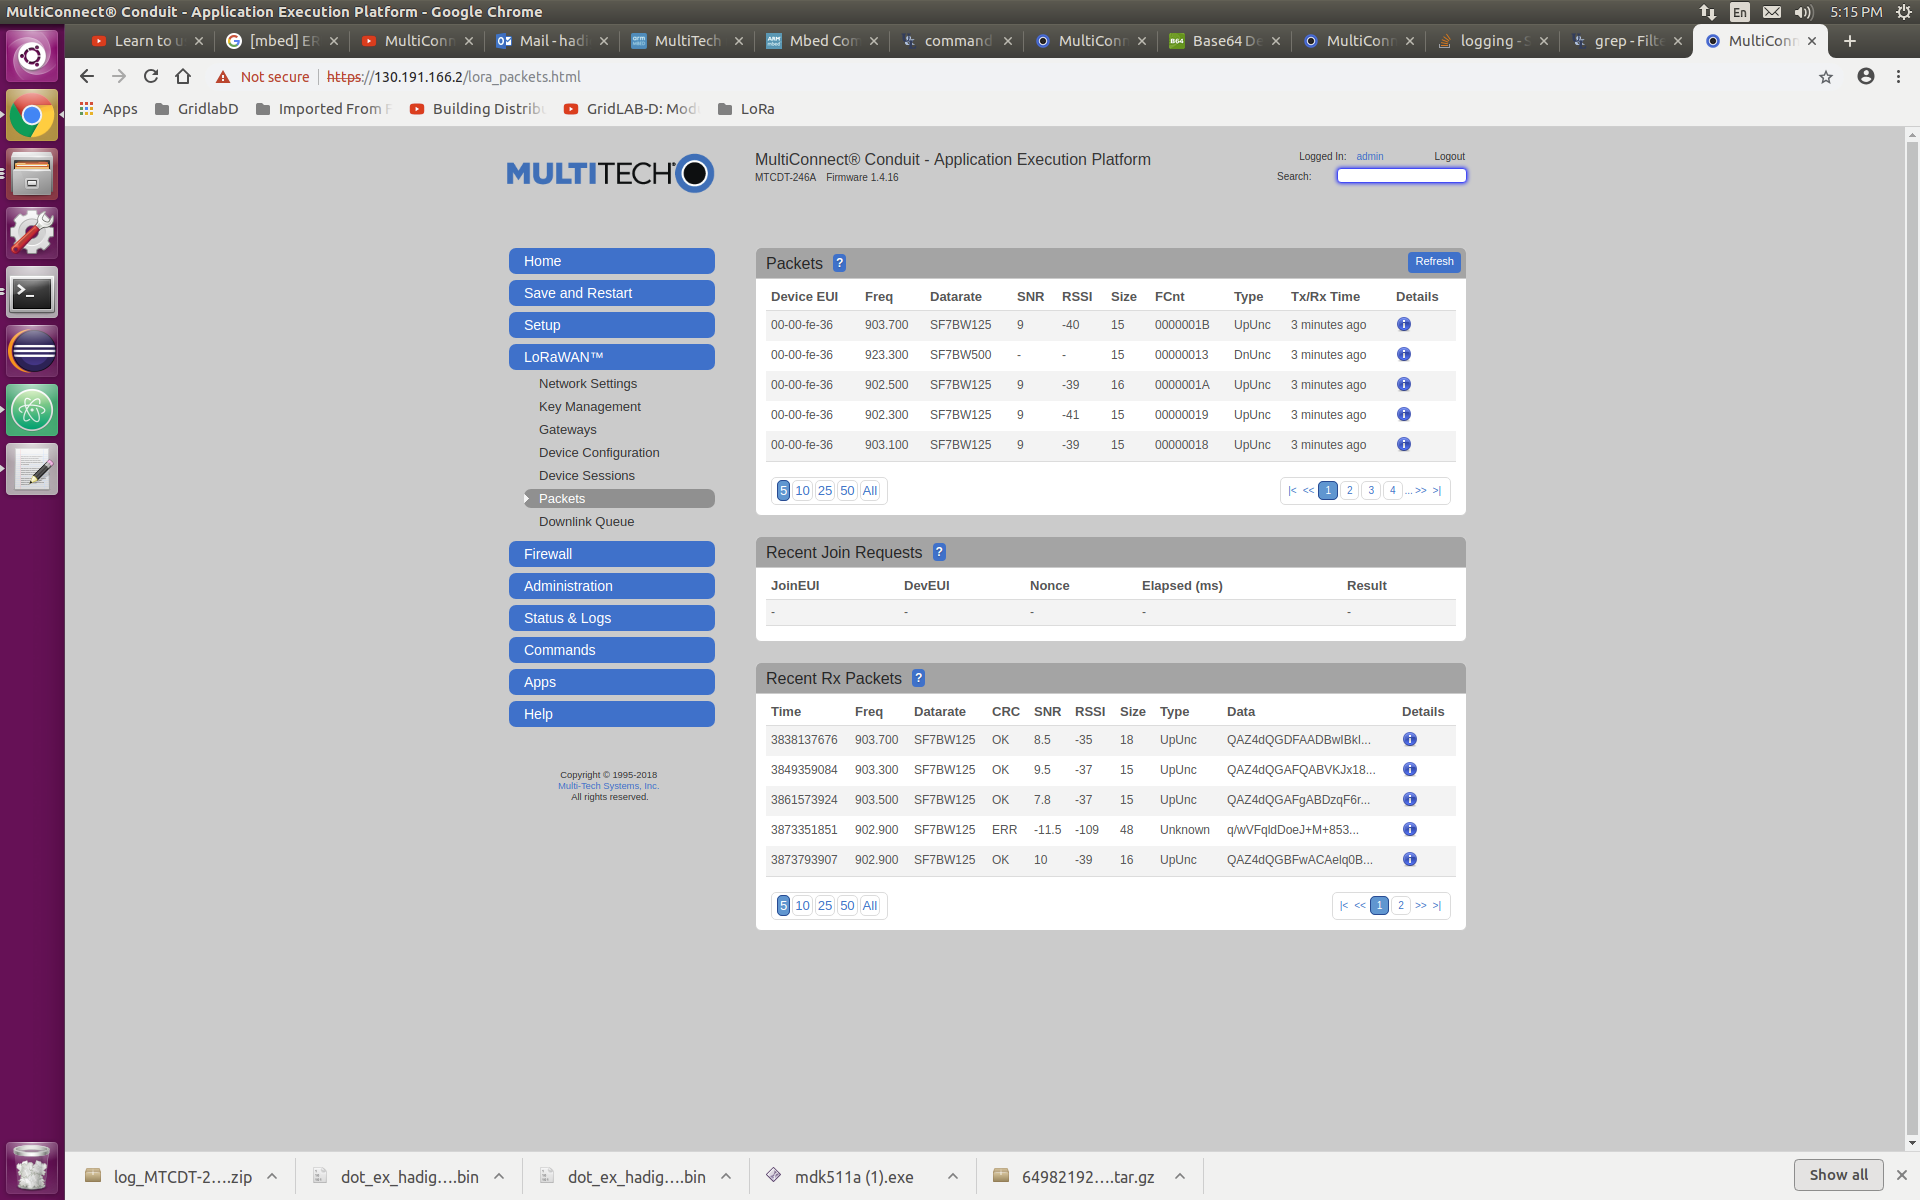 MultiConnect® Conduit - Application Execution Platform - Google Chrome
En 5:15 PM
Learn to u
[mbed] ER
MultiConn
Mail - hadi
MultiTech
Mbed Com
command
MultiConn
Base64 De
MultiConn
logging - S
grep - Filte
MultiConn
Not secure https://130.191.166.2/lora_packets.html
Apps GridlabD Imported From F Building Distribu GridLAB-D: Mod LoRa
MULTITECH
MultiConnect® Conduit - Application Execution Platform
MTCDT-246A Firmware 1.4.16
Logged In: admin Logout
Search:
Home
Save and Restart
Setup
LoRaWAN™
Network Settings
Key Management
Gateways
Device Configuration
Device Sessions
Packets
Downlink Queue
Firewall
Administration
Status & Logs
Commands
Apps
Help
Copyright © 1995-2018
Multi-Tech Systems, Inc.
All rights reserved.
Packets ? Refresh
Device EUI Freq Datarate SNR RSSI Size FCnt Type Tx/Rx Time Details
00-00-fe-36 903.700 SF7BW125 9 -40 15 0000001B UpUnc 3 minutes ago
00-00-fe-36 923.300 SF7BW500 - - 15 00000013 DnUnc 3 minutes ago
00-00-fe-36 902.500 SF7BW125 9 -39 16 0000001A UpUnc 3 minutes ago
00-00-fe-36 902.300 SF7BW125 9 -41 15 00000019 UpUnc 3 minutes ago
00-00-fe-36 903.100 SF7BW125 9 -39 15 00000018 UpUnc 3 minutes ago
5 10 25 50 All |< << 1 2 3 4 ... >> >|
Recent Join Requests ?
JoinEUI DevEUI Nonce Elapsed (ms) Result
- - - - -
Recent Rx Packets ?
Time Freq Datarate CRC SNR RSSI Size Type Data Details
3838137676 903.700 SF7BW125 OK 8.5 -35 18 UpUnc QAZ4dQGDFAADBwIBkI...
3849359084 903.300 SF7BW125 OK 9.5 -37 15 UpUnc QAZ4dQGAFQABVKJx18...
3861573924 903.500 SF7BW125 OK 7.8 -37 15 UpUnc QAZ4dQGAFgABDzqF6r...
3873351851 902.900 SF7BW125 ERR -11.5 -109 48 Unknown q/wVFqldDoeJ+M+853...
3873793907 902.900 SF7BW125 OK 10 -39 16 UpUnc QAZ4dQGBFwACAelq0B...
5 10 25 50 All |< << 1 2 >> >|
log_MTCDT-2....zip dot_ex_hadig....bin dot_ex_hadig....bin mdk511a (1).exe 64982192....tar.gz Show all